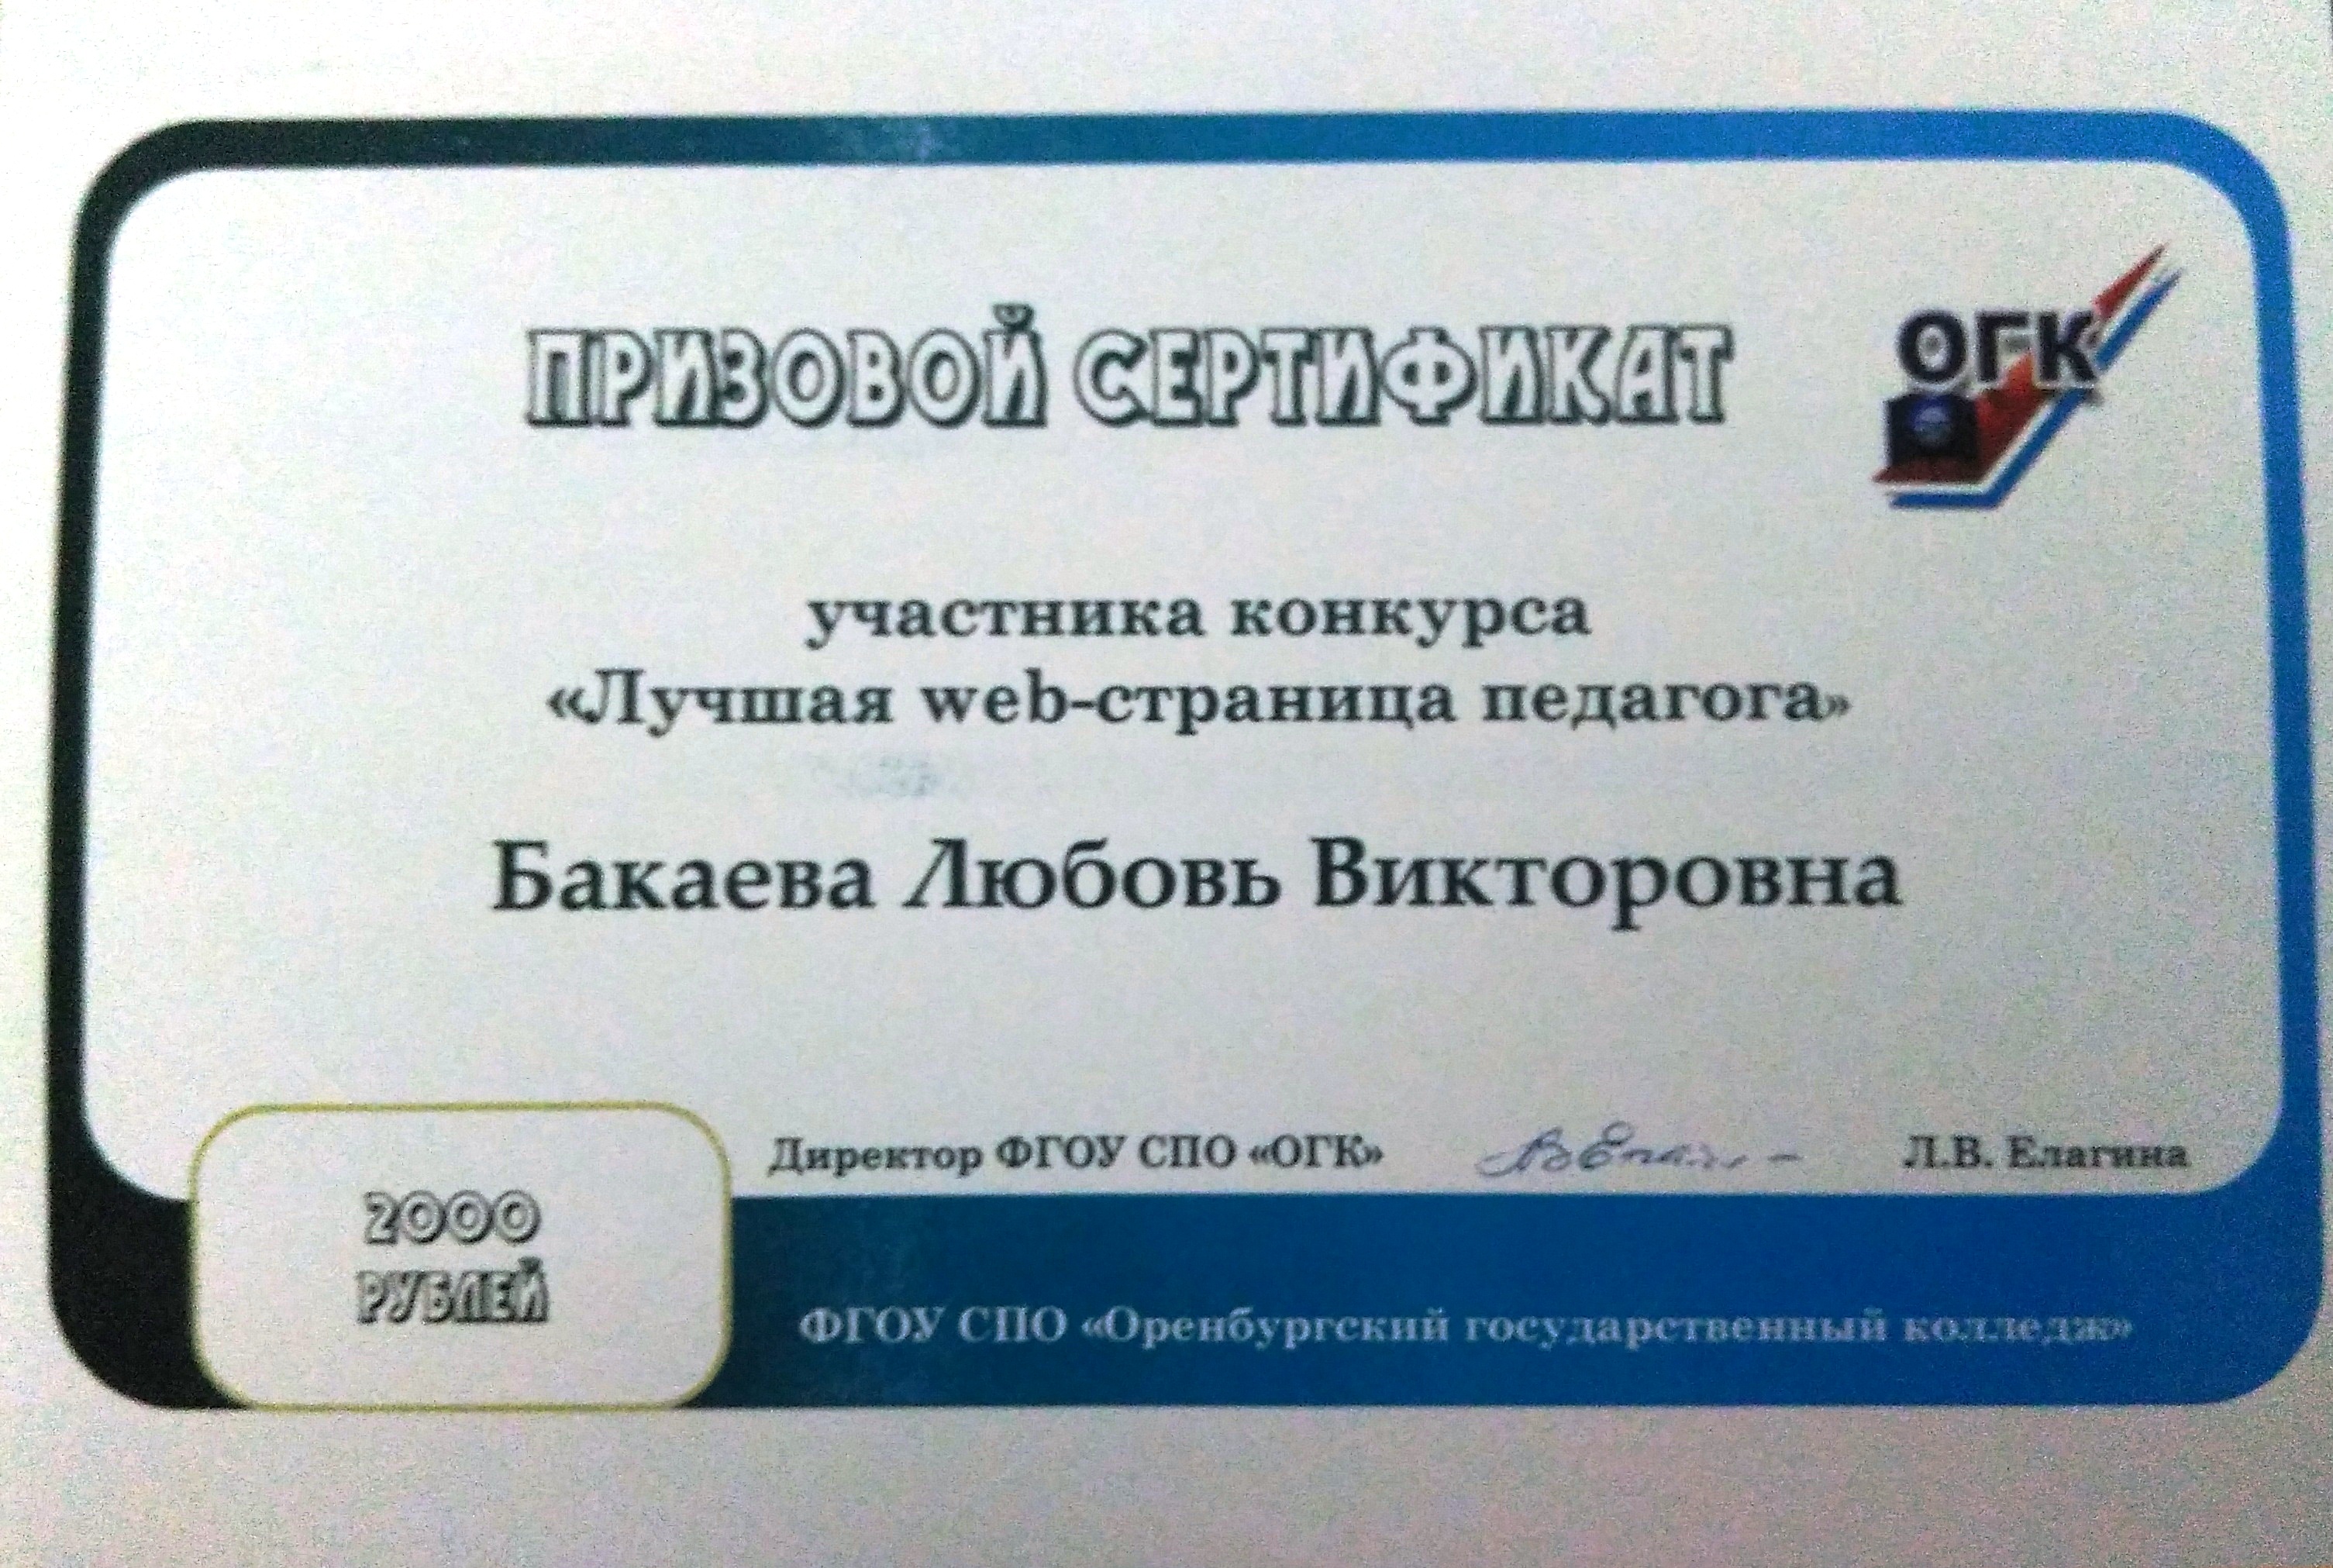 ПРИЗОВОЙ СЕРТИФИКАТ
ОГК
участника конкурса
«Лучшая web-страница педагога»
Бакаева Любовь Викторовна
Директор ФГОУ СПО «ОГК» Л.В. Елагина
2000
РУБЛЕЙ
ФГОУ СПО «Оренбургский государственный колледж»